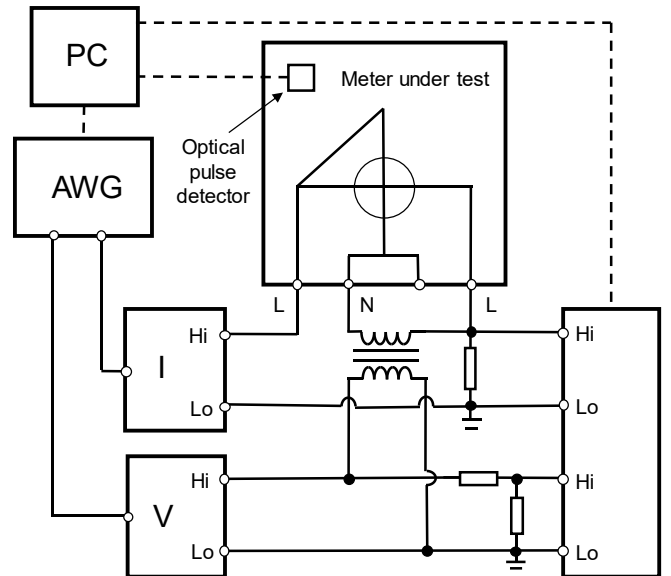 PC
Meter under test
Optical
pulse
detector
AWG
L
N
L
Hi
I
Lo
Hi
Lo
Hi
V
Lo
Hi
Lo